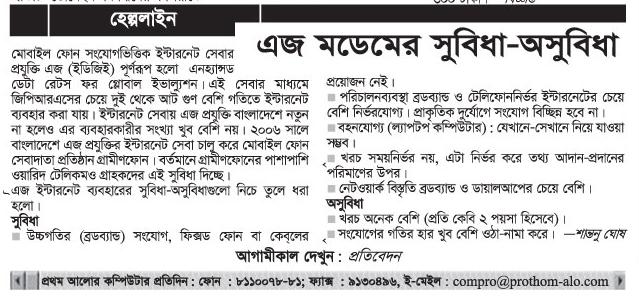 হেল্পলাইন
এজ মডেমের সুবিধা-অসুবিধা
মোবাইল ফোন সংযোগভিত্তিক ইন্টারনেট সেবার
প্রযুক্তি এজ (ইডিজিই) পূর্ণরূপ হলো এনহ্যান্সড
ডেটা রেটস ফর গ্লোবাল ইভাল্যুশন। এই সেবার মাধ্যমে
জিপিআরএসের চেয়ে দুই থেকে আট গুণ বেশি গতিতে ইন্টারনেট
ব্যবহার করা যায়। ইন্টারনেট সেবায় এজ প্রযুক্তি বাংলাদেশে নতুন
না হলেও এর ব্যবহারকারীর সংখ্যা খুব বেশি নয়। ২০০৬ সালে
বাংলাদেশে এজ প্রযুক্তির ইন্টারনেট সেবা চালু করে মোবাইল ফোন
সেবাদাতা প্রতিষ্ঠান গ্রামীণফোন। বর্তমানে গ্রামীণফোনের পাশাপাশি
ওয়ারিদ টেলিকমও গ্রাহকদের এই সুবিধা দিচ্ছে।
এজ ইন্টারনেট ব্যবহারের সুবিধা-অসুবিধাগুলো নিচে তুলে ধরা
হলো।
সুবিধা
■ উচ্চগতির (ব্রডব্যান্ড) সংযোগ, ফিক্সড ফোন বা কেব্‌লের
প্রয়োজন নেই।
■ পরিচালনব্যবস্থা ব্রডব্যান্ড ও টেলিফোননির্ভর ইন্টারনেটের চেয়ে
বেশি নির্ভরযোগ্য। প্রাকৃতিক দুর্যোগে সংযোগ বিচ্ছিন্ন হবে না।
■ বহনযোগ্য (ল্যাপটপ কম্পিউটার) : যেখানে-সেখানে নিয়ে যাওয়া
সম্ভব।
■ খরচ সময়নির্ভর নয়, এটা নির্ভর করে তথ্য আদান-প্রদানের
পরিমাণের উপর।
■ নেটওয়ার্ক বিস্তৃতি ব্রডব্যান্ড ও ডায়ালআপের চেয়ে বেশি।
অসুবিধা
■ খরচ অনেক বেশি (প্রতি কেবি ২ পয়সা হিসেবে)।
■ সংযোগের গতির হার খুব বেশি ওঠা-নামা করে। —শান্তনু ঘোষ
আগামীকাল দেখুন : প্রতিবেদন
প্রথম আলোর কম্পিউটার প্রতিদিন : ফোন : ৮১১০০৭৮-৮১; ফ্যাক্স : ৯১৩০৪৯৬, ই-মেইল : compro@prothom-alo.com